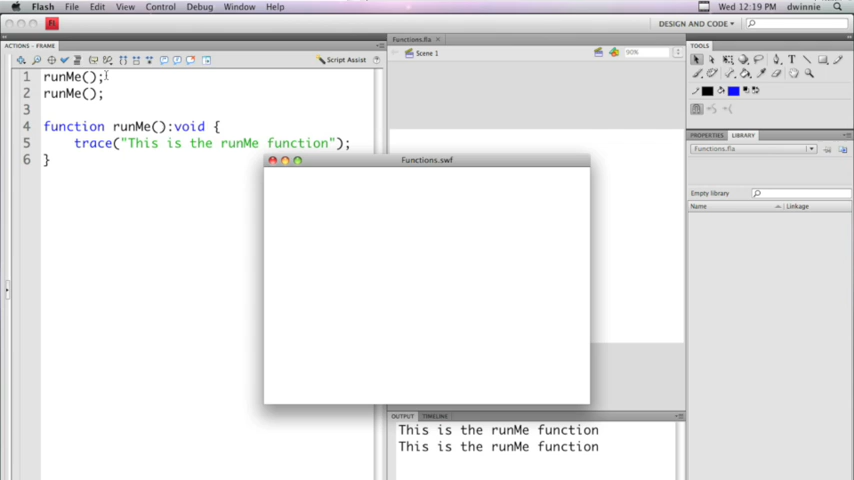 Flash File Edit View Control Debug Window Help
Wed 12:19 PM dwinnie
FL
DESIGN AND CODE
ACTIONS - FRAME
Script Assist
1 runMe();
2 runMe();
3
4 function runMe():void {
5 trace("This is the runMe function");
6 }
Functions.fla
Scene 1
90%
TOOLS
T
PROPERTIES LIBRARY
Functions.fla
Empty library
Name Linkage
Functions.swf
OUTPUT TIMELINE
This is the runMe function
This is the runMe function